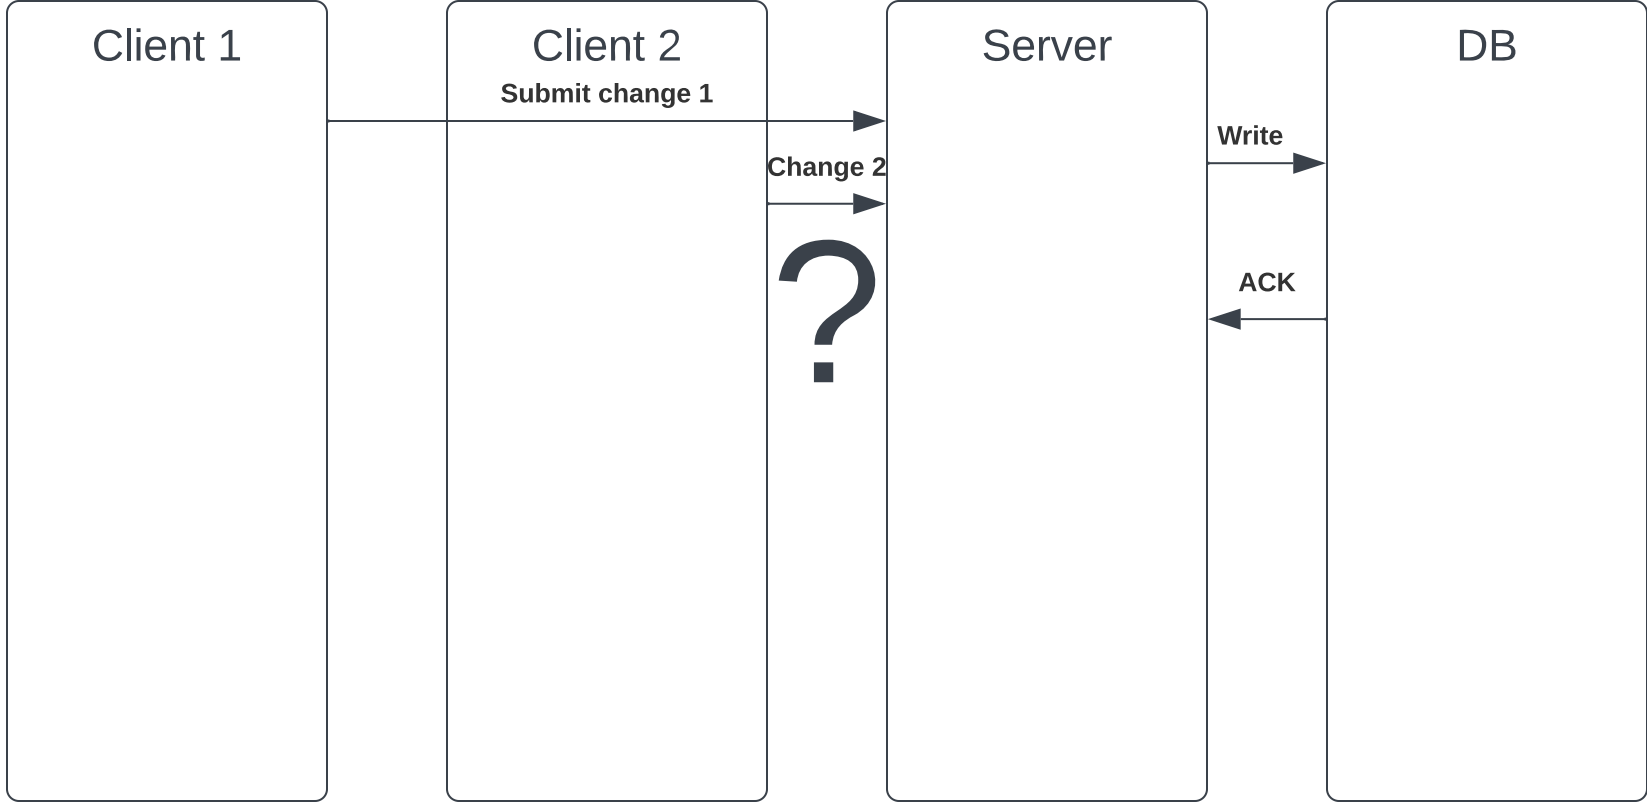 Client 1
Client 2
Server
DB
Submit change 1
Write
Change 2
?
ACK